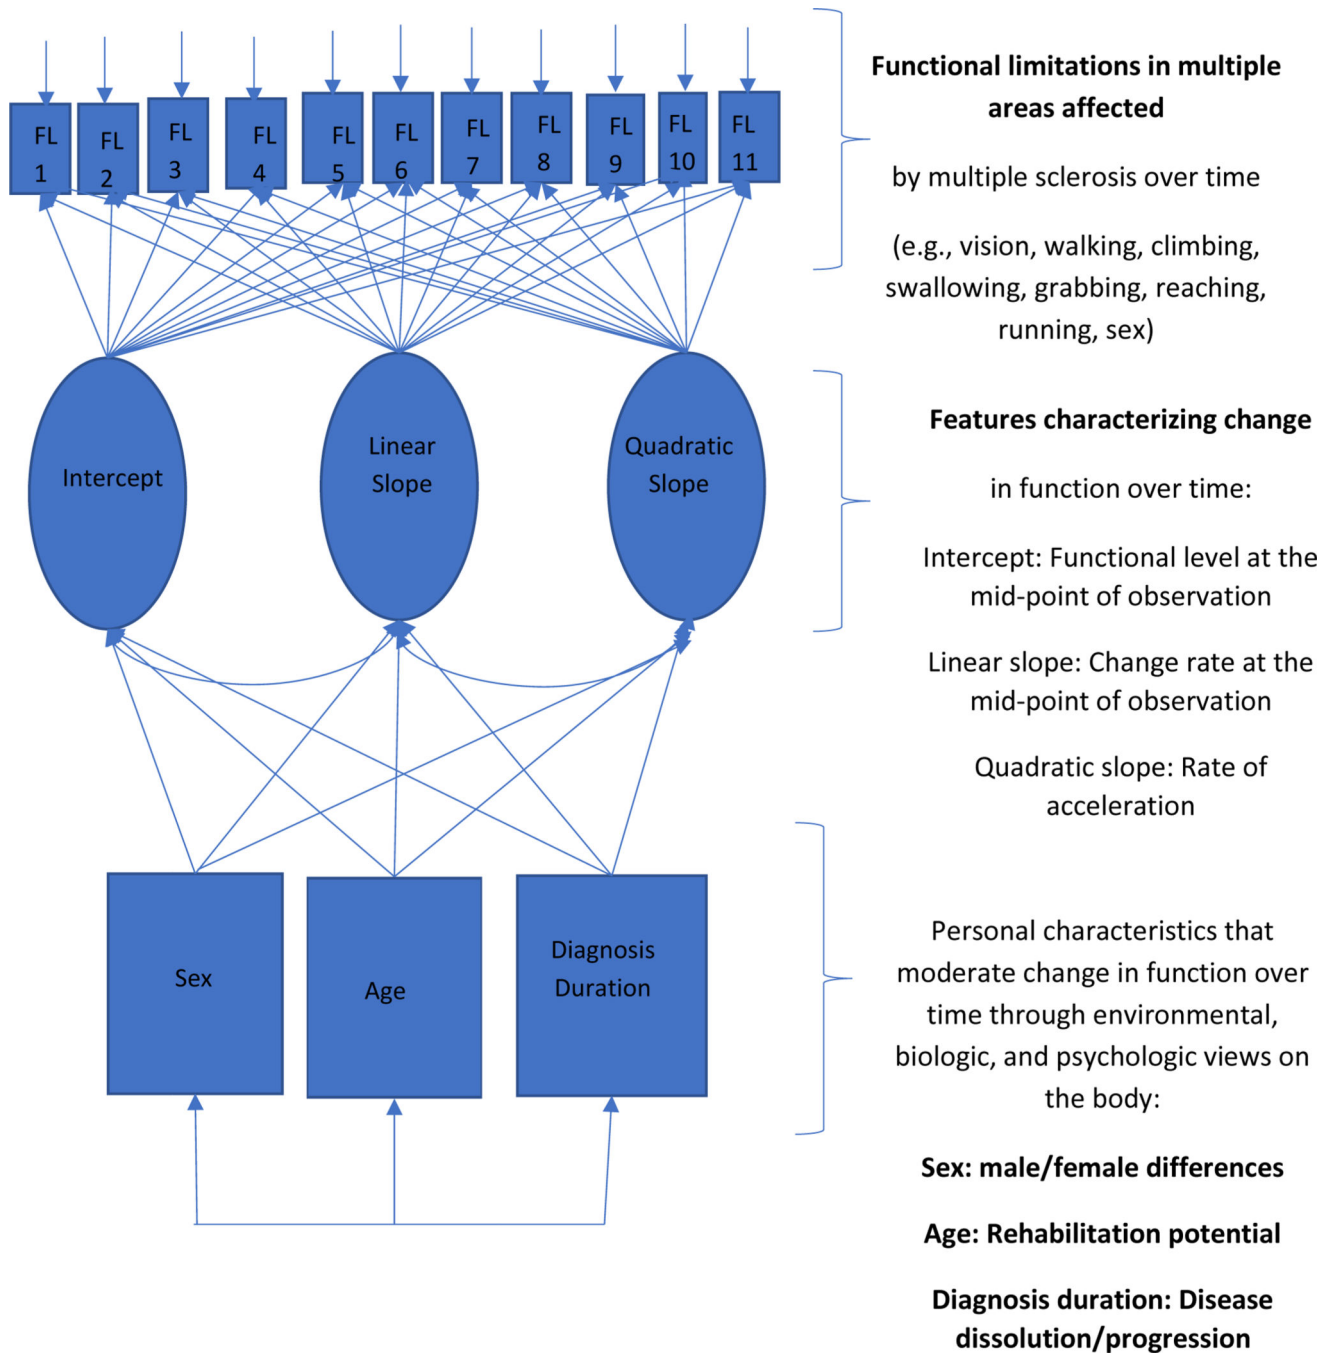 FL
1
FL
2
FL
3
FL
4
FL
5
FL
6
FL
7
FL
8
FL
9
FL
10
FL
11
Functional limitations in multiple
areas affected
by multiple sclerosis over time
(e.g., vision, walking, climbing,
swallowing, grabbing, reaching,
running, sex)
Intercept
Linear
Slope
Quadratic
Slope
Features characterizing change
in function over time:
Intercept: Functional level at the
mid-point of observation
Linear slope: Change rate at the
mid-point of observation
Quadratic slope: Rate of
acceleration
Sex
Age
Diagnosis
Duration
Personal characteristics that
moderate change in function over
time through environmental,
biologic, and psychologic views on
the body:
Sex: male/female differences
Age: Rehabilitation potential
Diagnosis duration: Disease
dissolution/progression